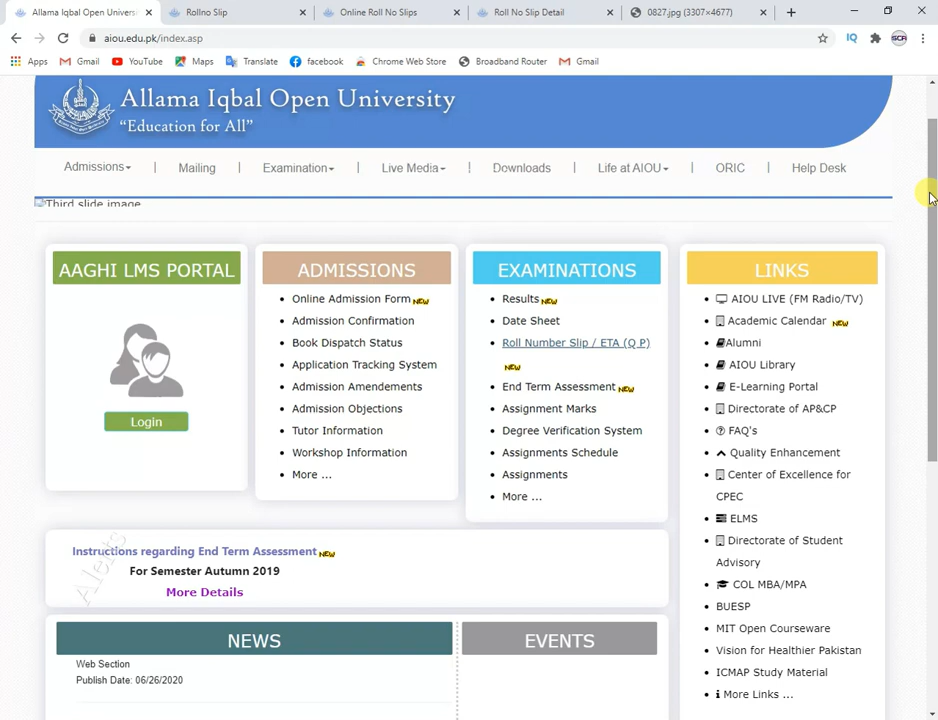 Allama Iqbal Open Univers
Rollno Slip
Online Roll No Slips
Roll No Slip Detail
0827.jpg (3307×4677)
aiou.edu.pk/index.asp
Apps
Gmail
YouTube
Maps
Translate
facebook
Chrome Web Store
Broadband Router
Gmail
Allama Iqbal Open University
“Education for All”
Admissions | Mailing | Examination | Live Media | Downloads | Life at AIOU | ORIC | Help Desk
Third slide image
AAGHI LMS PORTAL
Login
ADMISSIONS
Online Admission Form NEW
Admission Confirmation
Book Dispatch Status
Application Tracking System
Admission Amendements
Admission Objections
Tutor Information
Workshop Information
More ...
EXAMINATIONS
Results NEW
Date Sheet
Roll Number Slip / ETA (Q P)
NEW
End Term Assessment NEW
Assignment Marks
Degree Verification System
Assignments Schedule
Assignments
More ...
LINKS
AIOU LIVE (FM Radio/TV)
Academic Calendar NEW
Alumni
AIOU Library
E-Learning Portal
Directorate of AP&CP
FAQ's
Quality Enhancement
Center of Excellence for
CPEC
ELMS
Directorate of Student
Advisory
COL MBA/MPA
BUESP
MIT Open Courseware
Vision for Healthier Pakistan
ICMAP Study Material
More Links ...
Alerts
Instructions regarding End Term Assessment NEW
For Semester Autumn 2019
More Details
NEWS
Web Section
Publish Date: 06/26/2020
EVENTS